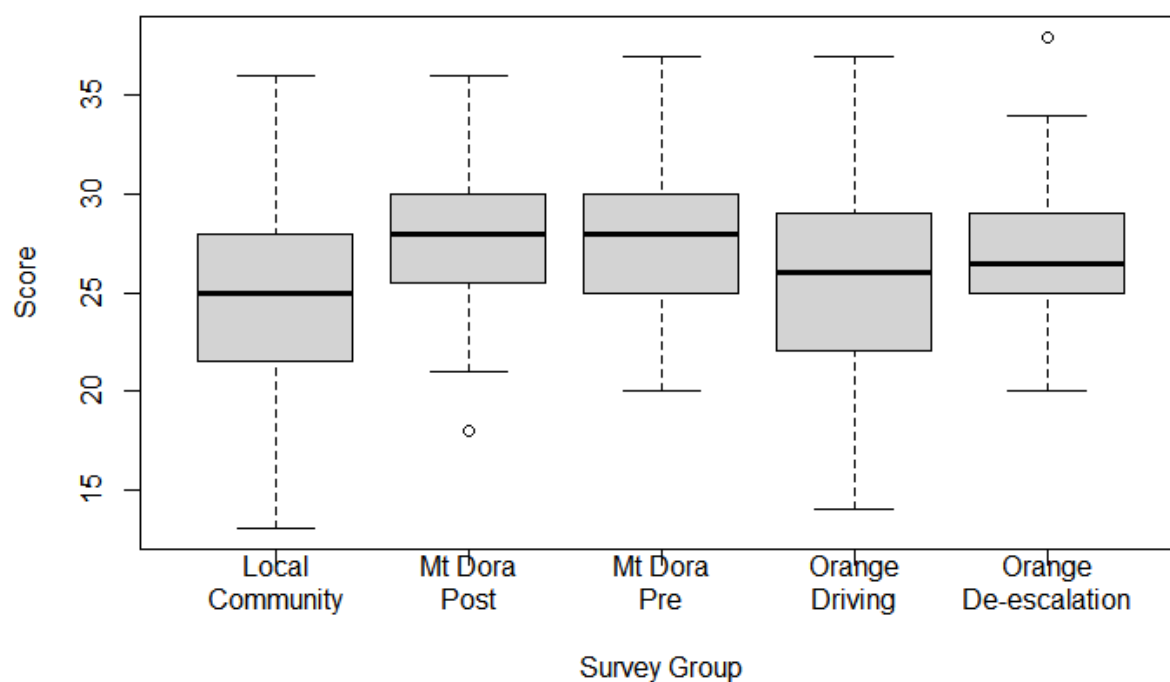 Score
35
30
25
20
15
Local Community
Mt Dora Post
Mt Dora Pre
Orange Driving
Orange De-escalation
Survey Group